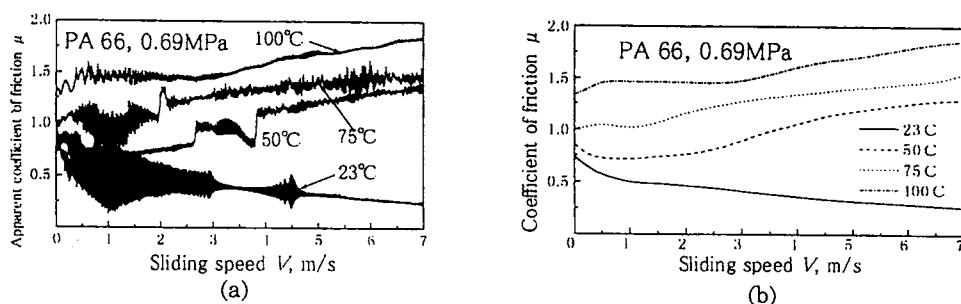 2.0
PA 66, 0.69MPa
100℃
1.5
1.0
75℃
50℃
0.5
23℃
0 1 2 3 4 5 6 7
Apparent coefficient of friction μ
Sliding speed V, m/s
(a)
2.0
PA 66, 0.69MPa
1.5
1.0
23 C
50 C
75 C
100 C
0.5
0
0 1 2 3 4 5 6 7
Coefficient of friction μ
Sliding speed V, m/s
(b)